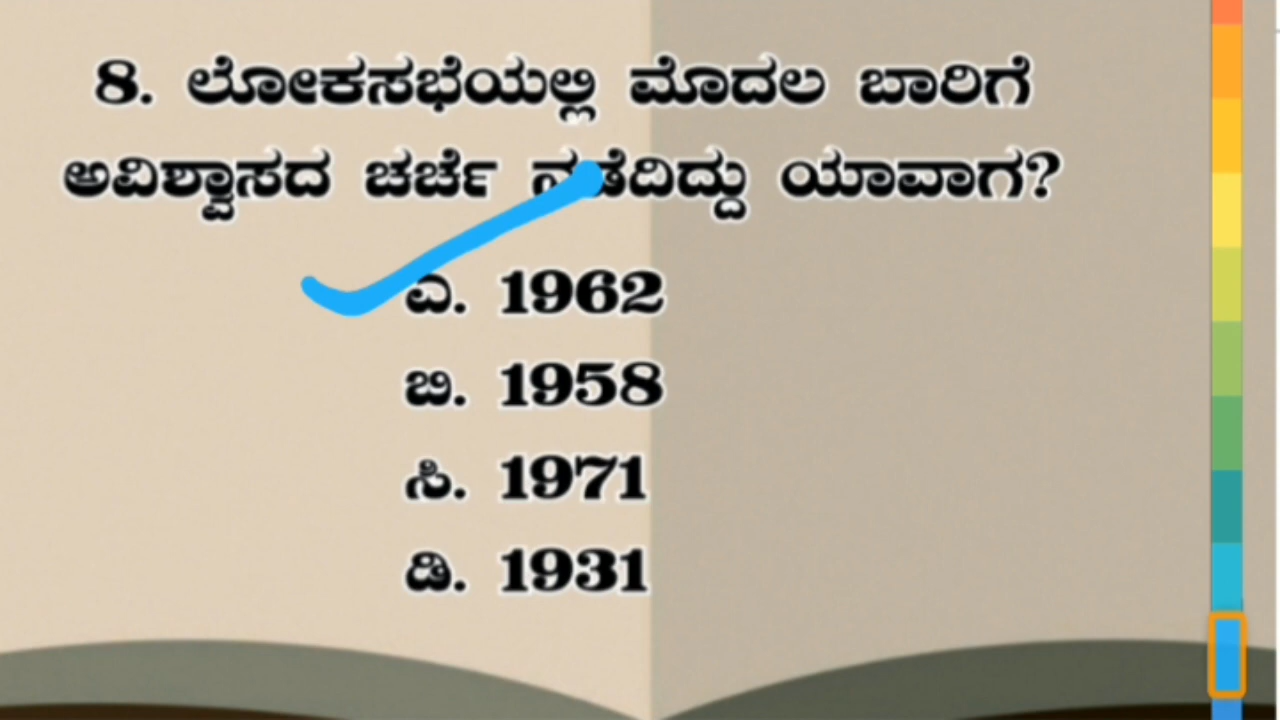 8. ಲೋಕಸಭೆಯಲ್ಲಿ ಮೊದಲ ಬಾರಿಗೆ
ಅವಿಶ್ವಾಸದ ಚರ್ಚೆ ನಡೆದಿದ್ದು ಯಾವಾಗ?
ಎ. 1962
ಬಿ. 1958
ಸಿ. 1971
ಡಿ. 1931